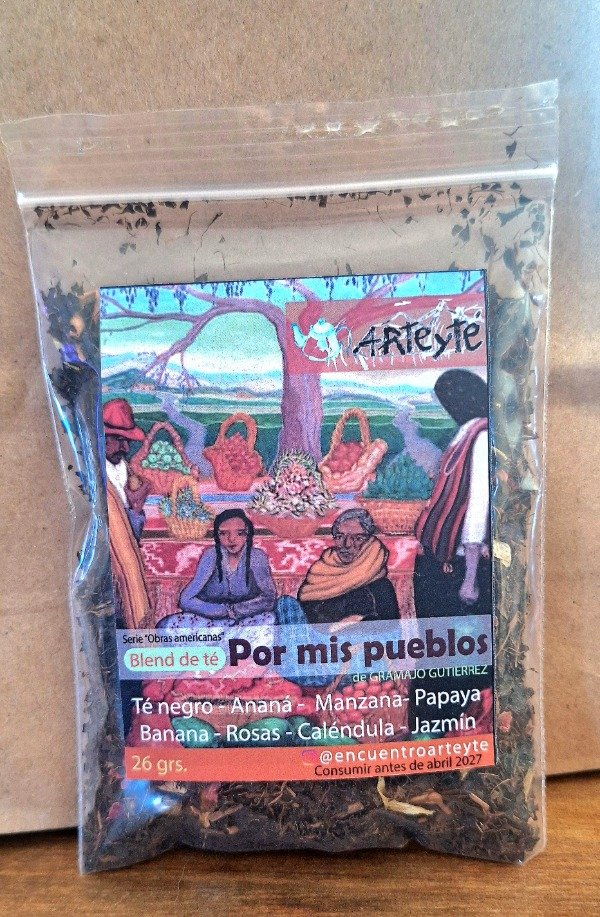 ARTEyTE
Serie "Obras americanas"
Blend de té Por mis pueblos
de GRAMAJO GUTIERREZ
Té negro - Ananá - Manzana- Papaya
Banana - Rosas - Caléndula - Jazmín
26 grs. @encuentroarteyte
Consumir antes de abril 2027